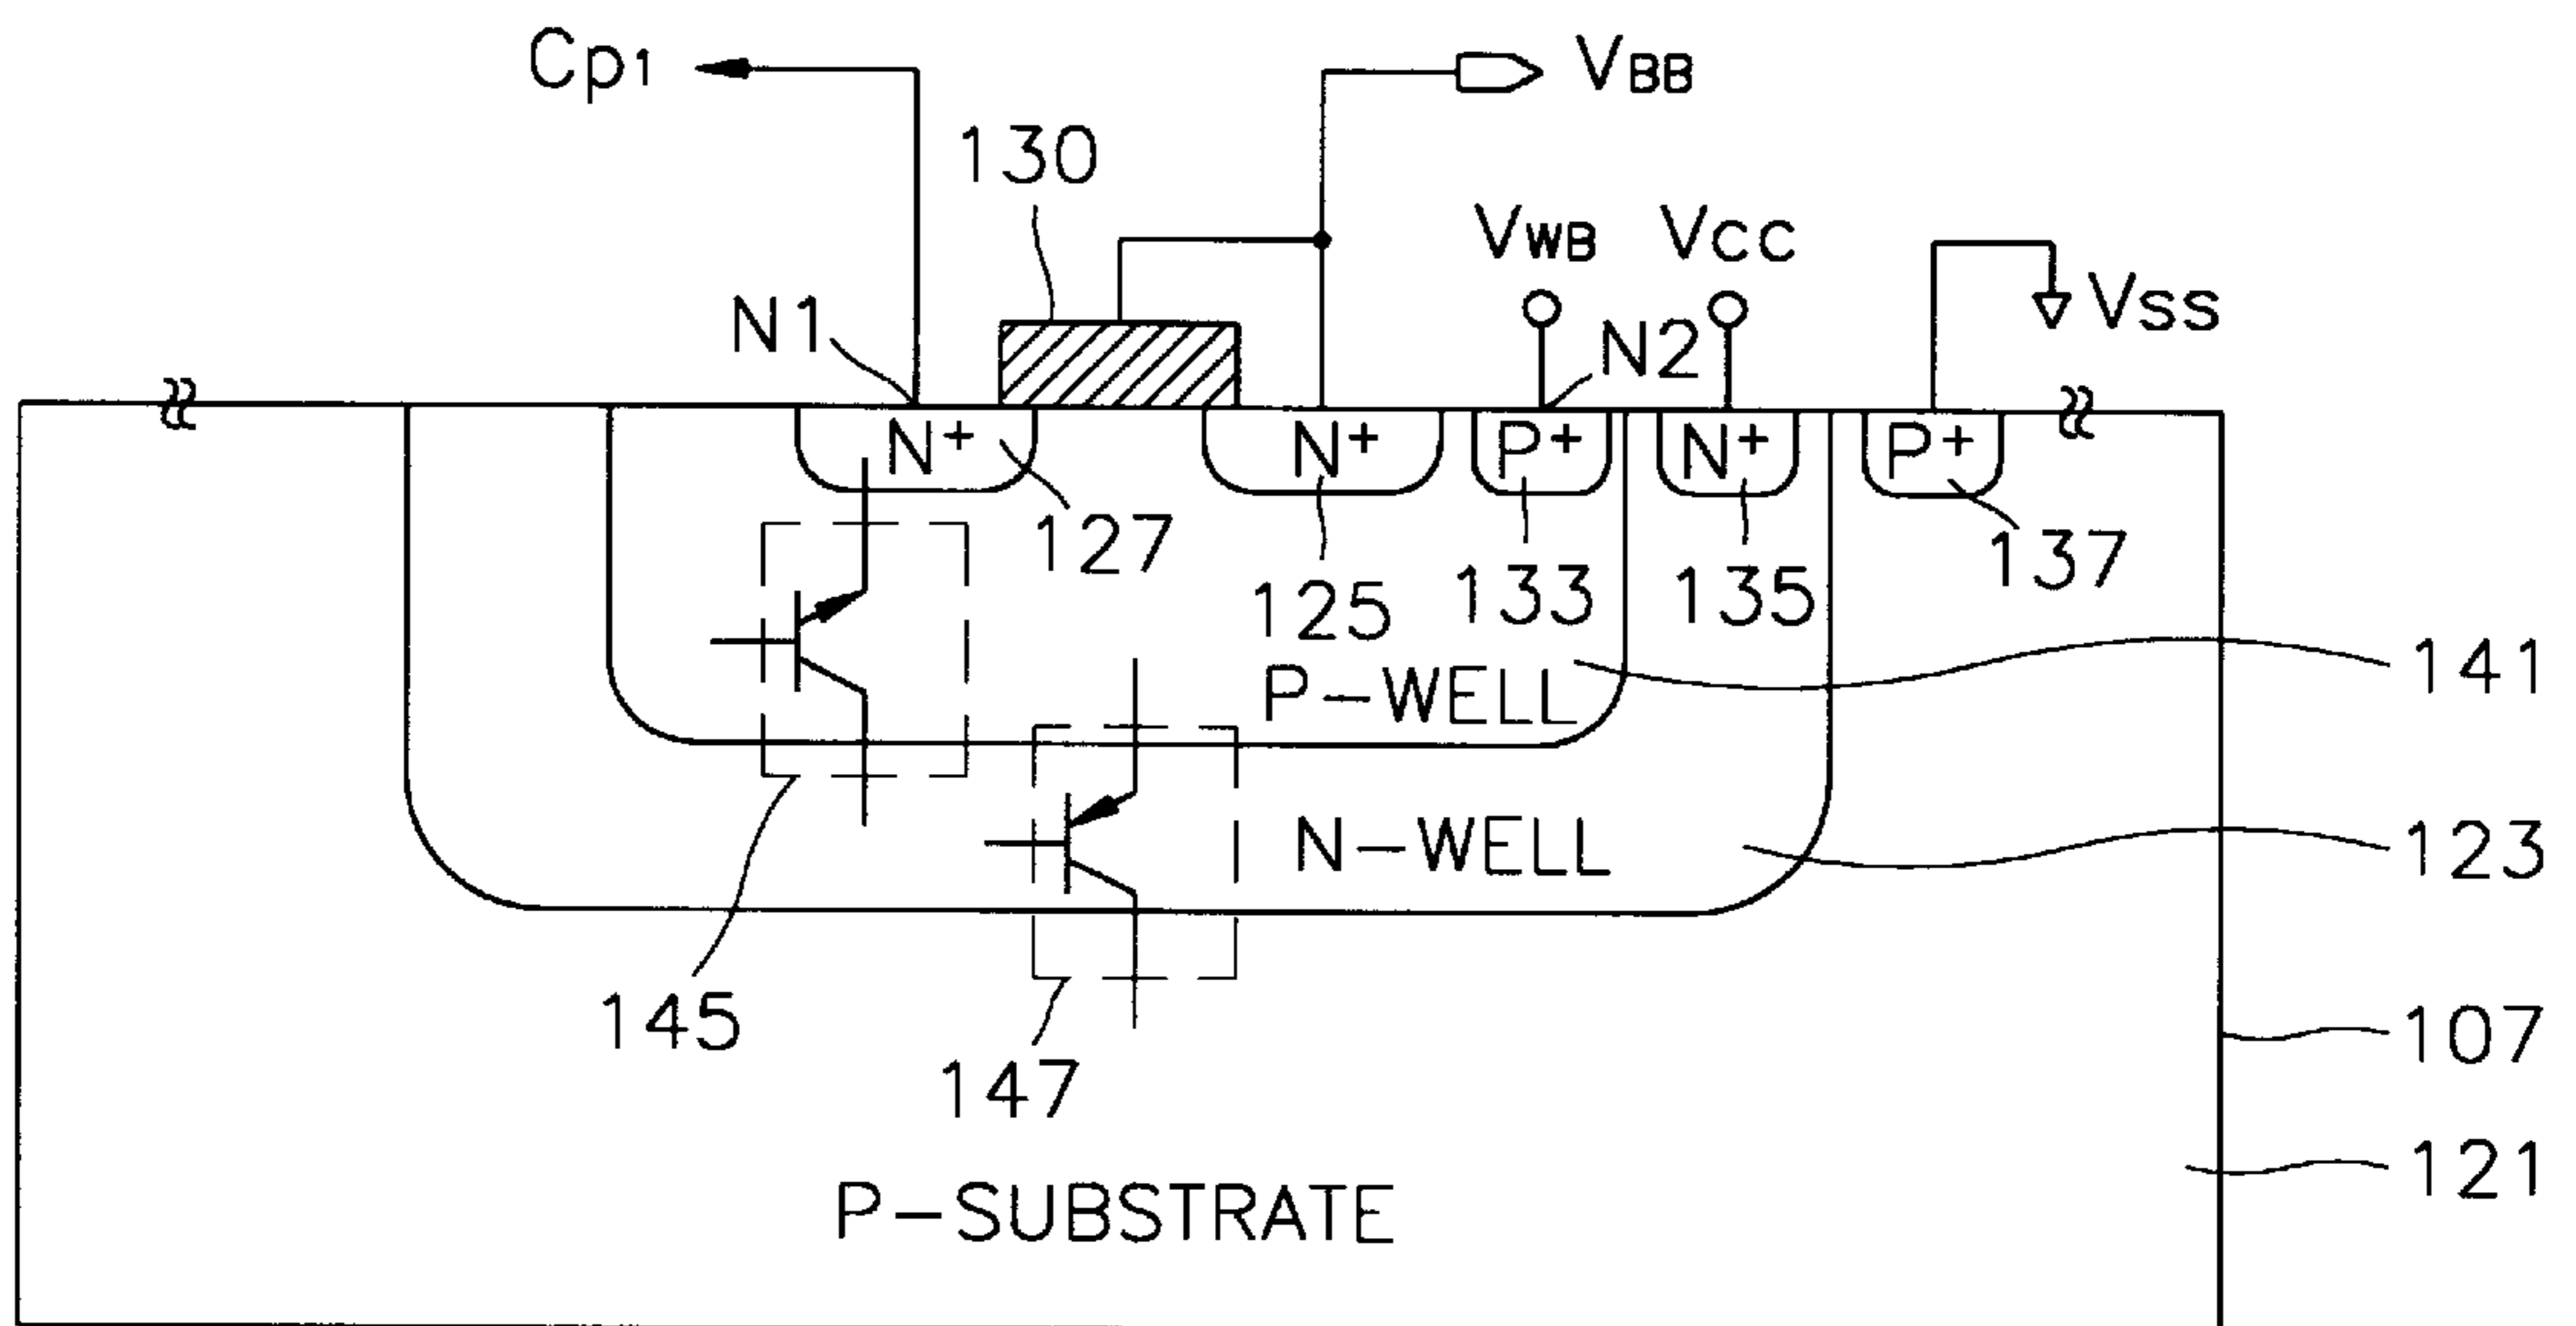 Cp1
VBB
130
VWB
VCC
VSS
N1
N2
N+
N+
P+
N+
P+
127
125
133
135
137
P-WELL
141
N-WELL
123
145
147
107
121
P-SUBSTRATE